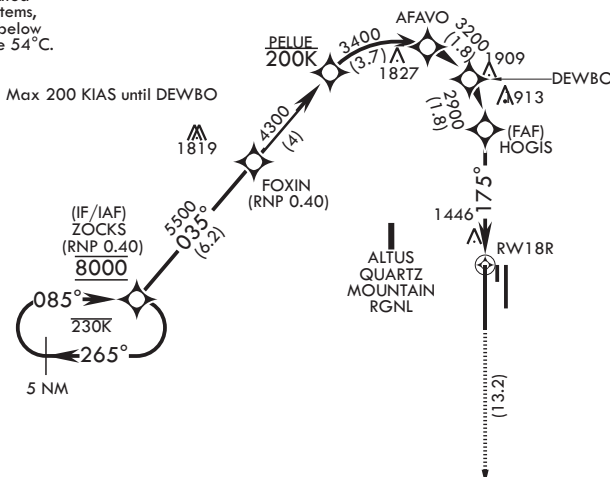 stems,
below
e 54°C.
AFAVO
PELUE
200K
3400
(3.7)
1827
3200
(1.8)
1909
DEWBO
Max 200 KIAS until DEWBO
913
2900
(1.8)
4300
(4)
(FAF)
HOGIS
1819
FOXIN
(RNP 0.40)
175°
(IF/IAF)
ZOCKS
(RNP 0.40)
8000
5500
035°
(6.2)
1446
RW18R
ALTUS
QUARTZ
MOUNTAIN
RGNL
085°
230K
265°
5 NM
(13.2)